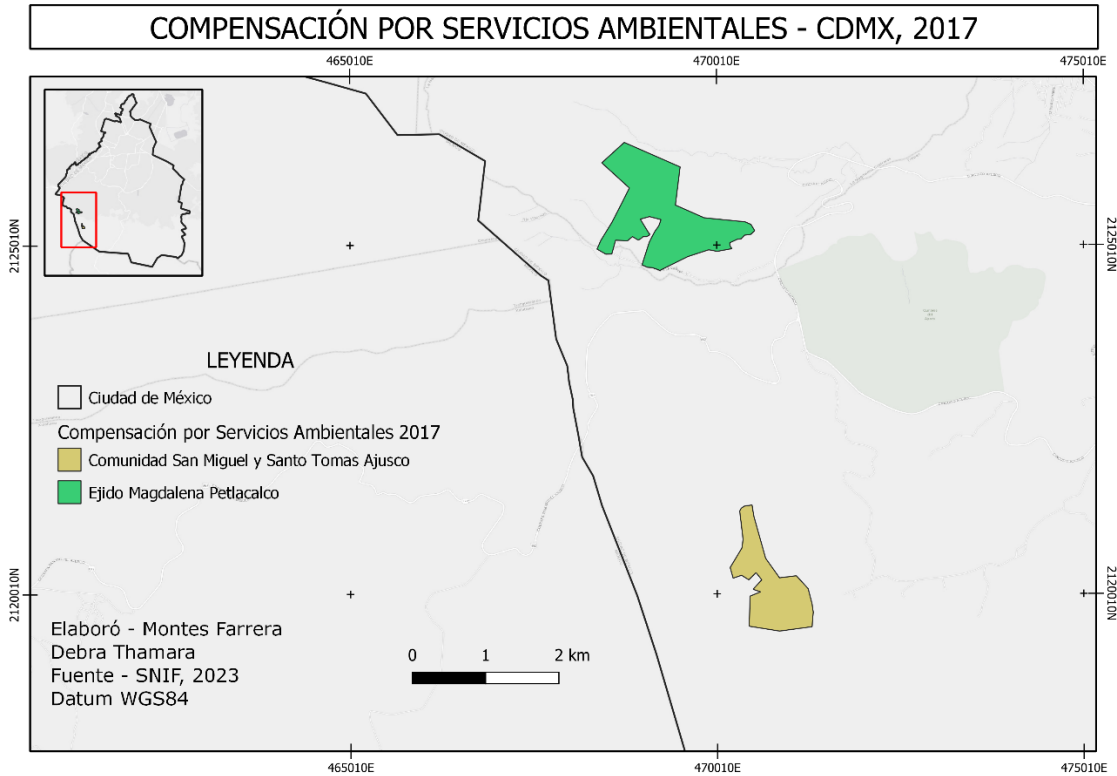 COMPENSACIÓN POR SERVICIOS AMBIENTALES - CDMX, 2017
465010E
470010E
475010E
2125010N
2125010N
LEYENDA
Ciudad de México
Compensación por Servicios Ambientales 2017
Comunidad San Miguel y Santo Tomas Ajusco
Ejido Magdalena Petlacalco
2120010N
2120010N
Elaboró - Montes Farrera
Debra Thamara
Fuente - SNIF, 2023
Datum WGS84
0 1 2 km
465010E
470010E
475010E